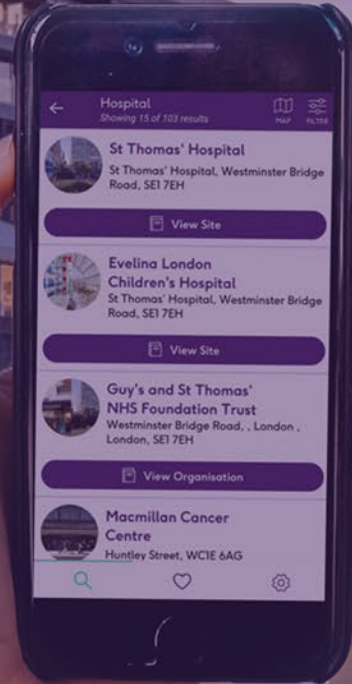 Hospital
Showing 15 of 103 results
MAP
FILTER
St Thomas' Hospital
St Thomas' Hospital, Westminster Bridge
Road, SE1 7EH
View Site
Evelina London
Children's Hospital
St Thomas' Hospital, Westminster Bridge
Road, SE1 7EH
View Site
Guy's and St Thomas'
NHS Foundation Trust
Westminster Bridge Road, , London ,
London, SE1 7EH
View Organisation
Macmillan Cancer
Centre
Huntley Street, WC1E 6AG